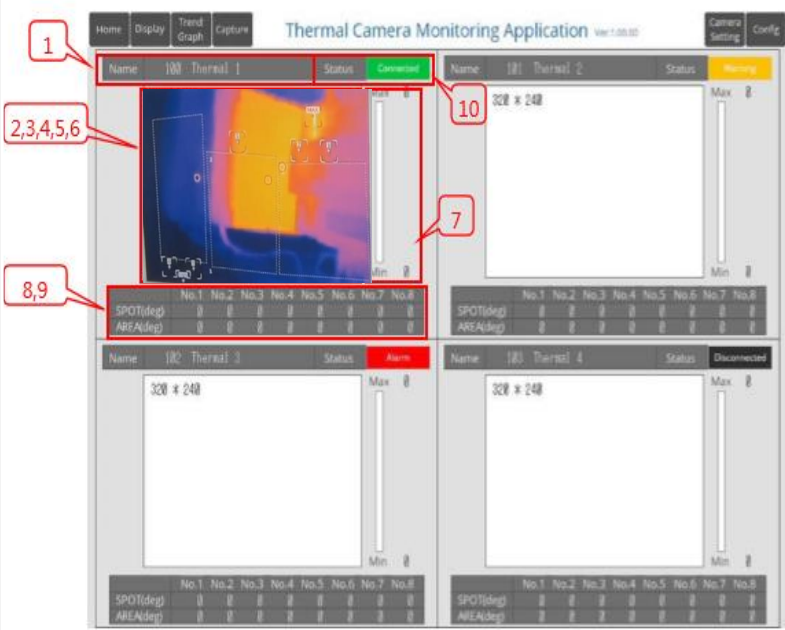 Home Display Trend Graph Capture Thermal Camera Monitoring Application Ver:1.00.00 Camera Setting Config
1
Name 100 Thermal 1 Status Connected
Name 101 Thermal 2 Status Warning
10
2,3,4,5,6
Max 0
320 * 240
Max 0
7
Min 0
Min 0
8,9
No.1 No.2 No.3 No.4 No.5 No.6 No.7 No.8
SPOT(deg) 0 0 0 0 0 0 0 0
AREA(deg) 0 0 0 0 0 0 0 0
No.1 No.2 No.3 No.4 No.5 No.6 No.7 No.8
SPOT(deg) 0 0 0 0 0 0 0 0
AREA(deg) 0 0 0 0 0 0 0 0
Name 102 Thermal 3 Status Alarm
Name 103 Thermal 4 Status Disconnected
320 * 240
Max 0
320 * 240
Max 0
Min 0
Min 0
No.1 No.2 No.3 No.4 No.5 No.6 No.7 No.8
SPOT(deg) 0 0 0 0 0 0 0 0
AREA(deg) 0 0 0 0 0 0 0 0
No.1 No.2 No.3 No.4 No.5 No.6 No.7 No.8
SPOT(deg) 0 0 0 0 0 0 0 0
AREA(deg) 0 0 0 0 0 0 0 0